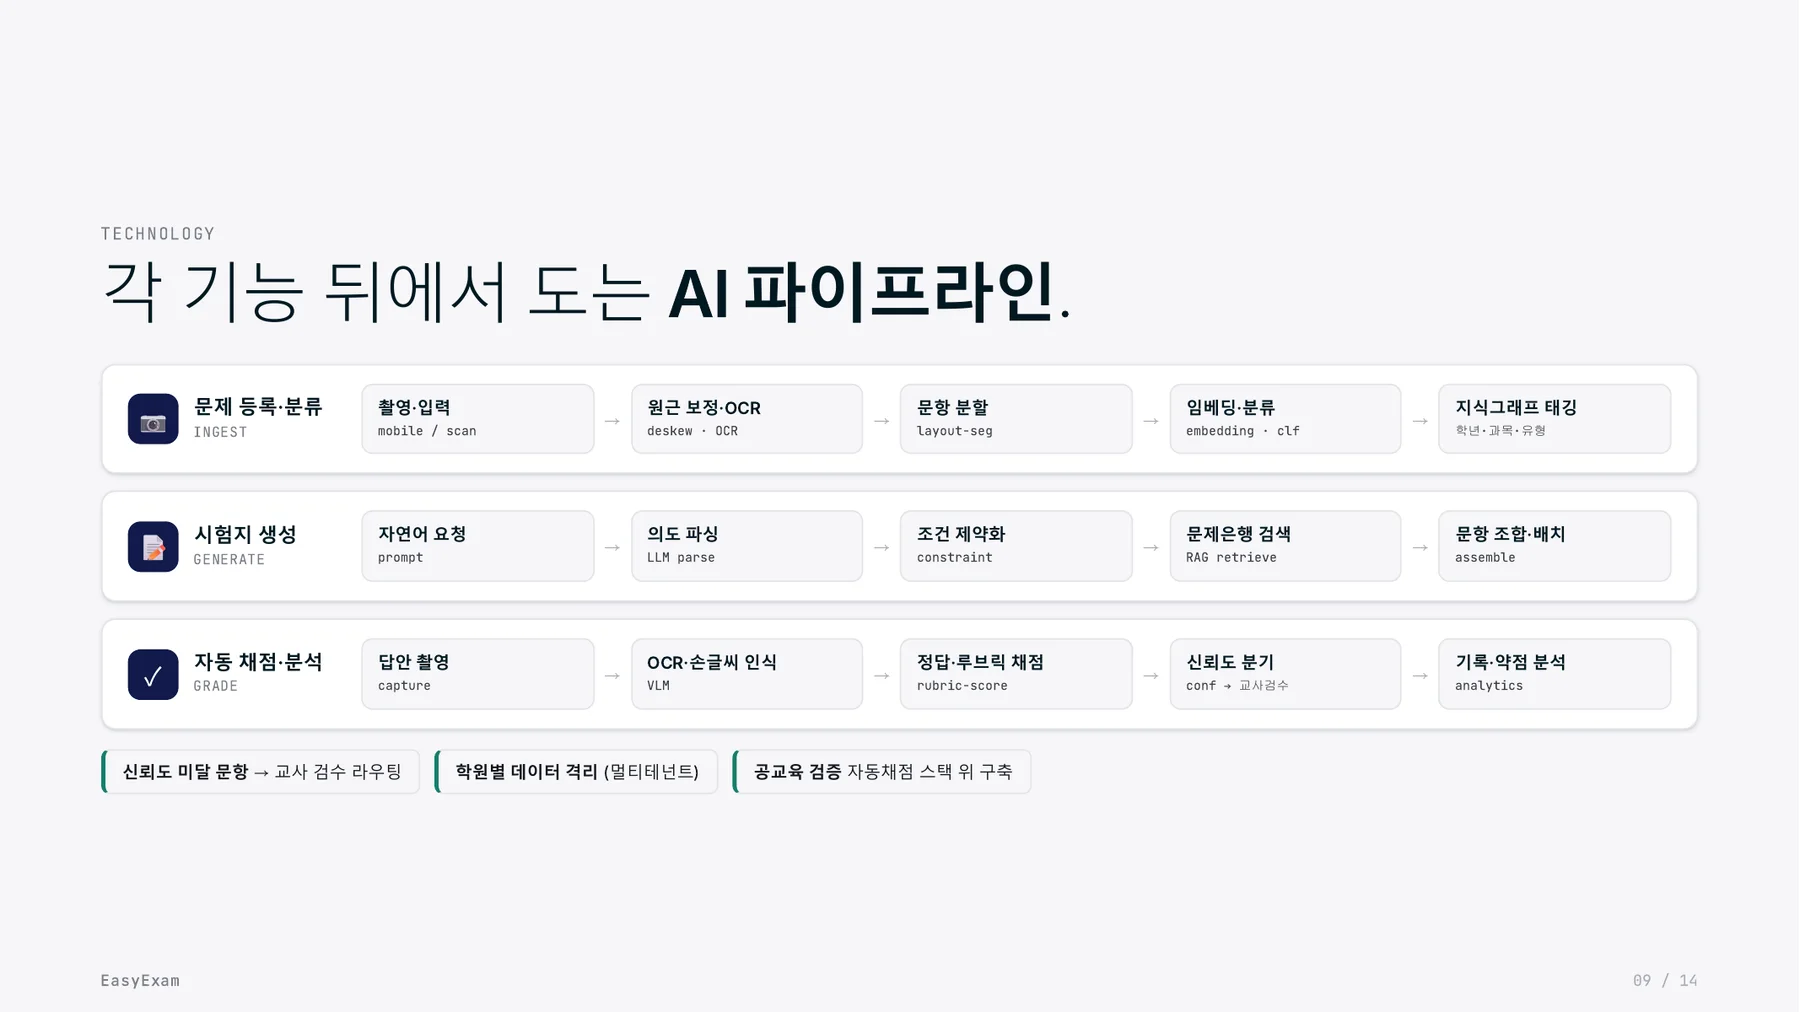 TECHNOLOGY
각 기능 뒤에서 도는 AI 파이프라인.
문제 등록·분류
INGEST
촬영·입력
mobile / scan
→
원근 보정·OCR
deskew · OCR
→
문항 분할
layout-seg
→
임베딩·분류
embedding · clf
→
지식그래프 태깅
학년·과목·유형
시험지 생성
GENERATE
자연어 요청
prompt
→
의도 파싱
LLM parse
→
조건 제약화
constraint
→
문제은행 검색
RAG retrieve
→
문항 조합·배치
assemble
✓
자동 채점·분석
GRADE
답안 촬영
capture
→
OCR·손글씨 인식
VLM
→
정답·루브릭 채점
rubric-score
→
신뢰도 분기
conf → 교사검수
→
기록·약점 분석
analytics
신뢰도 미달 문항 → 교사 검수 라우팅
학원별 데이터 격리 (멀티테넌트)
공교육 검증 자동채점 스택 위 구축
EasyExam
09 / 14